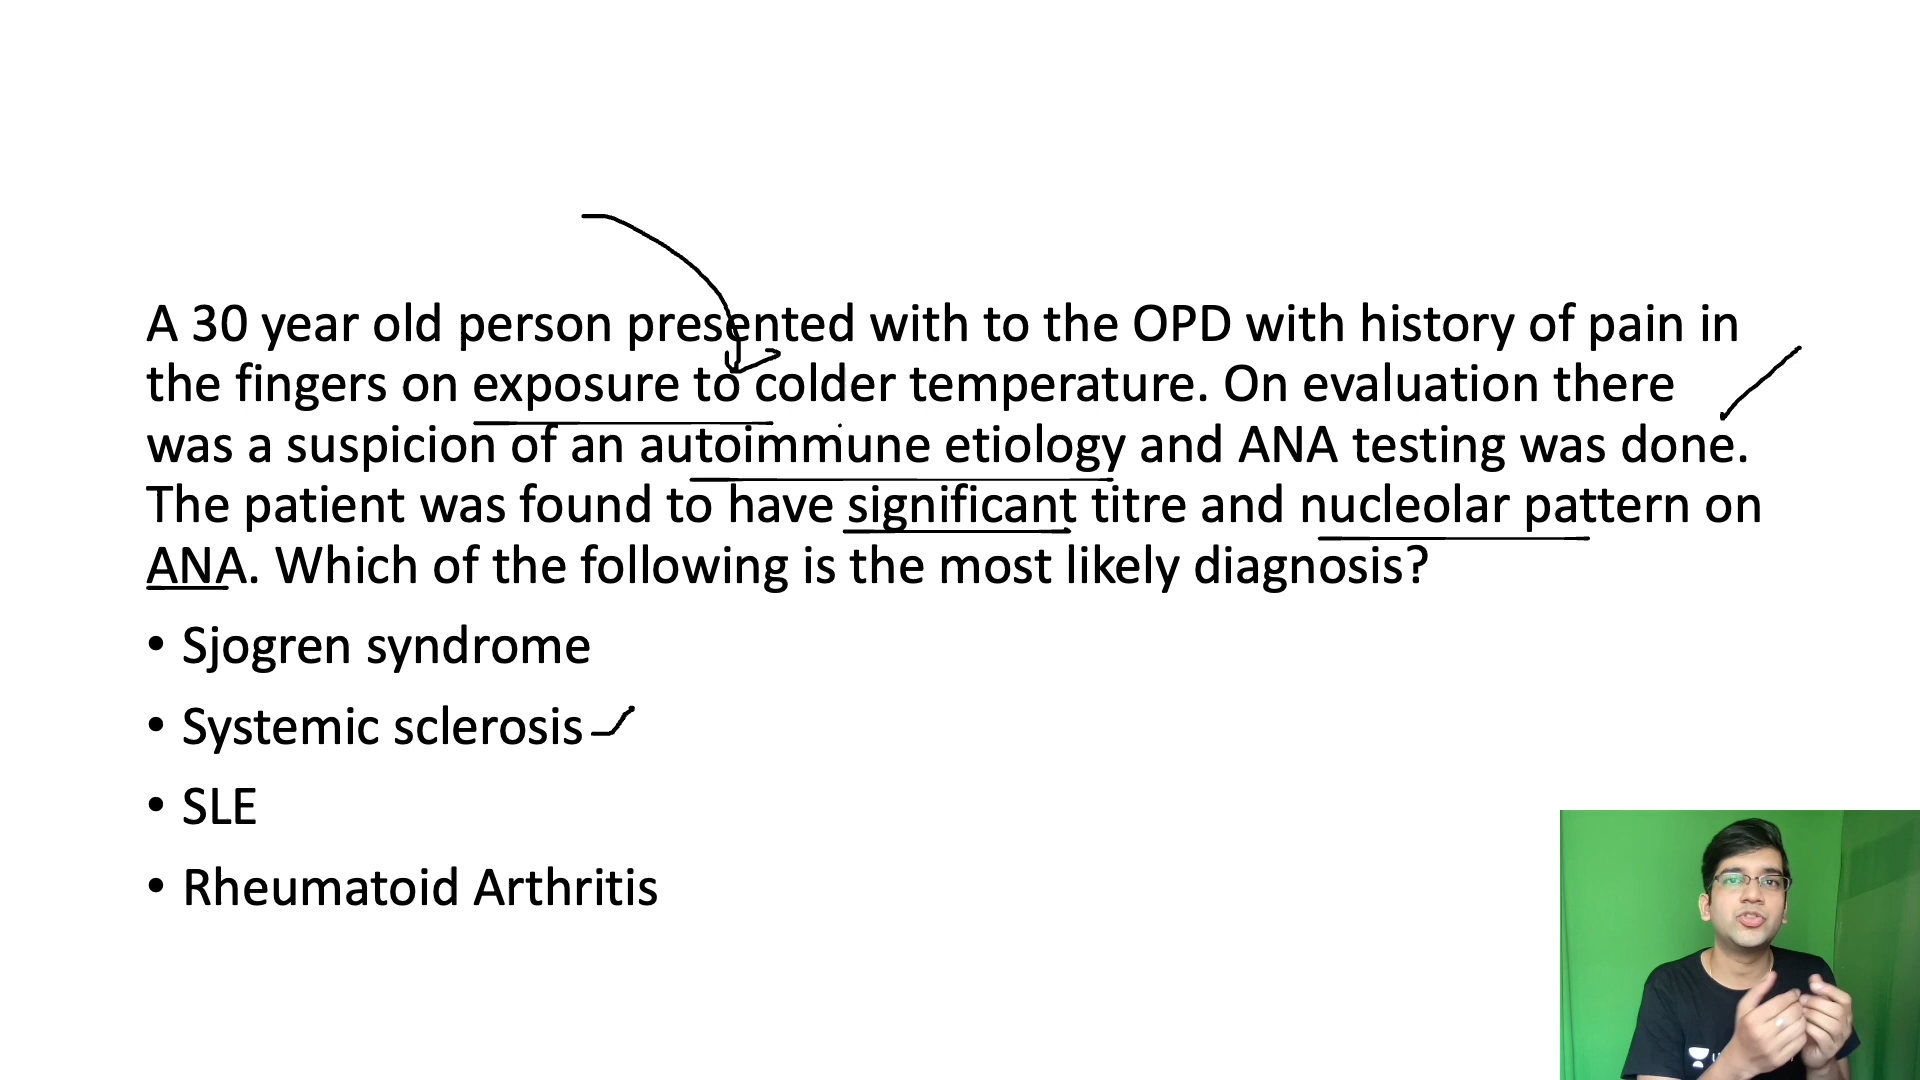 A 30 year old person presented with to the OPD with history of pain in
the fingers on exposure to colder temperature. On evaluation there
was a suspicion of an autoimmune etiology and ANA testing was done.
The patient was found to have significant titre and nucleolar pattern on
ANA. Which of the following is the most likely diagnosis?
• Sjogren syndrome
• Systemic sclerosis
• SLE
• Rheumatoid Arthritis